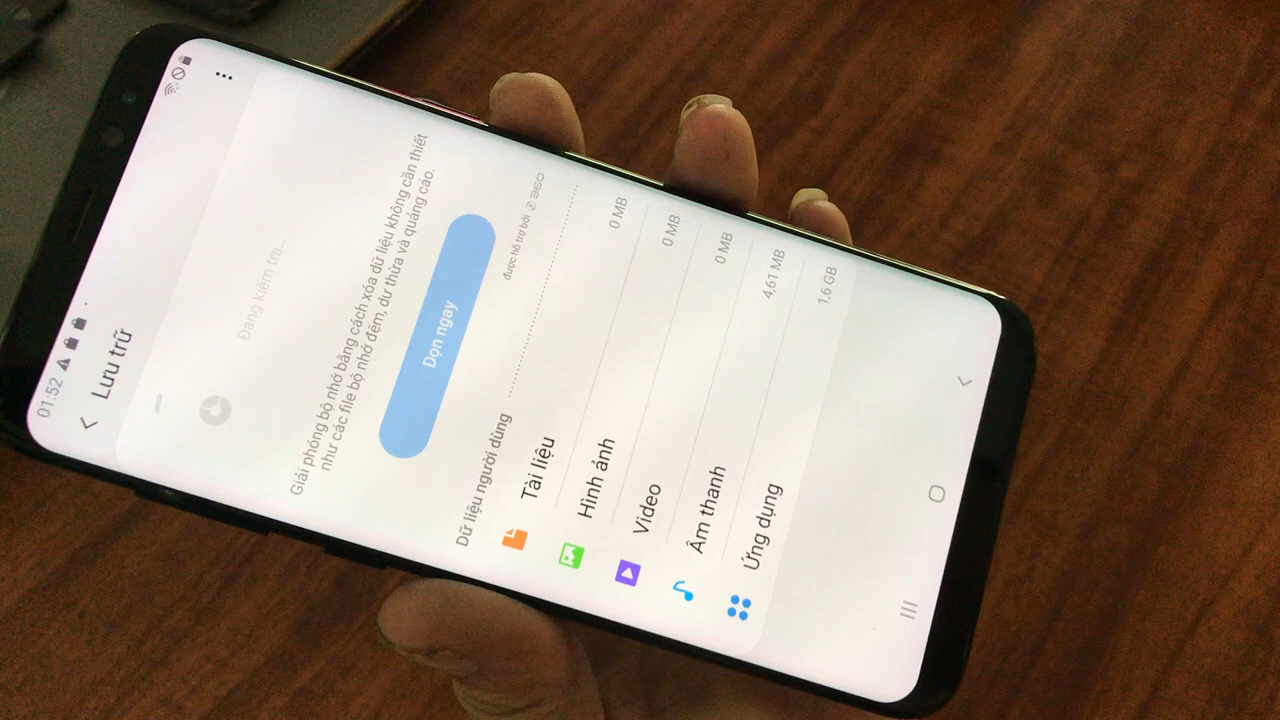 01:52
Lưu trữ
Đang kiểm tra...
Giải phóng bộ nhớ bằng cách xóa dữ liệu không cần thiết
như các file bộ nhớ đệm, dư thừa và quảng cáo.
Dọn ngay
được hỗ trợ bởi 360
Dữ liệu người dùng
Tài liệu 0 MB
Hình ảnh 0 MB
Video 0 MB
Âm thanh 4,61 MB
Ứng dụng 1,6 GB